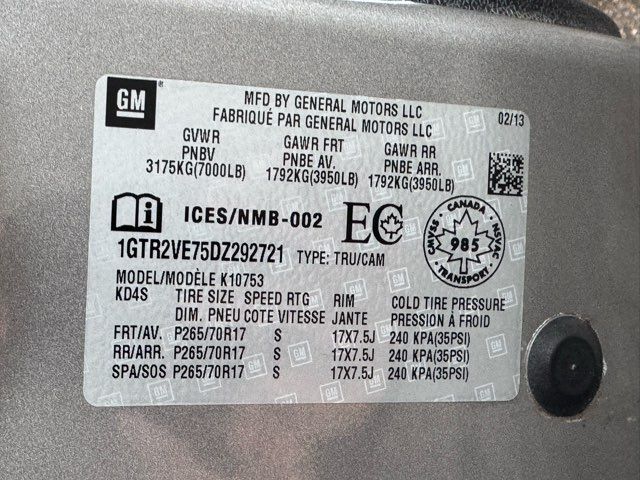 GM
MFD BY GENERAL MOTORS LLC
02/13
FABRIQUÉ PAR GENERAL MOTORS LLC
GVWR GAWR FRT GAWR RR
PNBV PNBE AV. PNBE ARR.
3175KG(7000LB) 1792KG(3950LB) 1792KG(3950LB)
i ICES/NMB-002 EC
CANADA
CMVSS NSVAC
985
TRANSPORT
1GTR2VE75DZ292721 TYPE: TRU/CAM
MODEL/MODÈLE K10753
KD4S TIRE SIZE SPEED RTG RIM COLD TIRE PRESSURE
DIM. PNEU COTE VITESSE JANTE PRESSION À FROID
FRT/AV. P265/70R17 S 17X7.5J 240 KPA(35PSI)
RR/ARR. P265/70R17 S 17X7.5J 240 KPA(35PSI)
SPA/SOS P265/70R17 S 17X7.5J 240 KPA(35PSI)